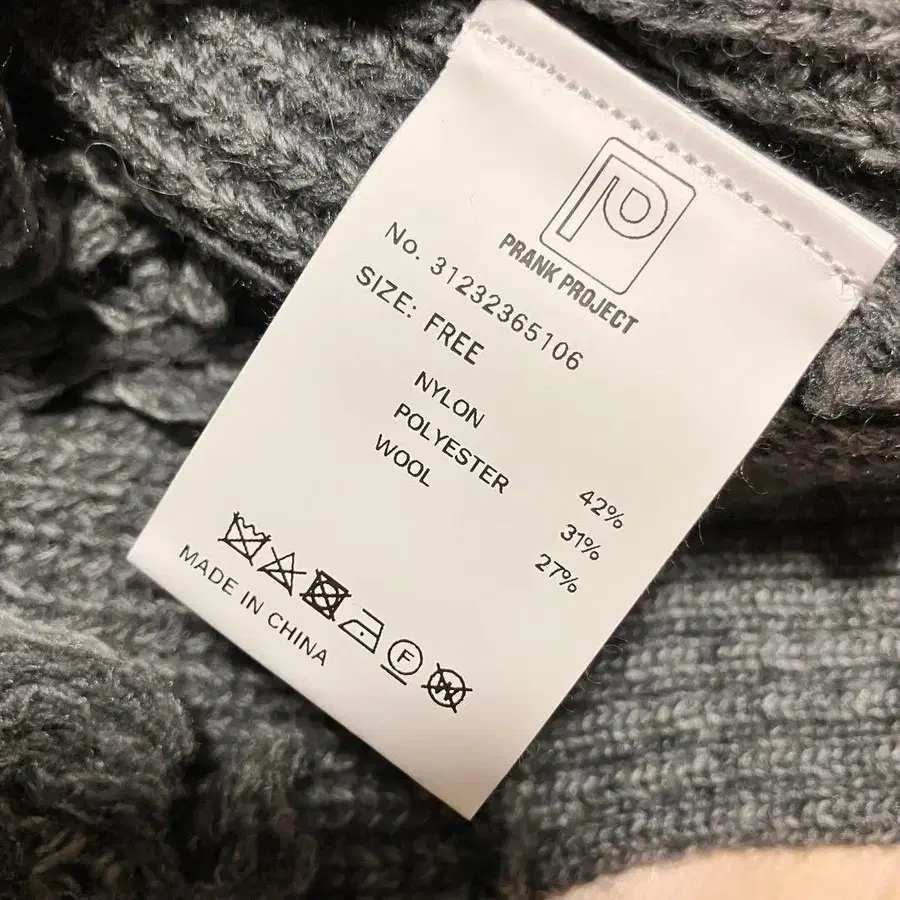 P
PRANK PROJECT
No. 31232365106
SIZE: FREE
NYLON 42%
POLYESTER 31%
WOOL 27%
F
W
MADE IN CHINA